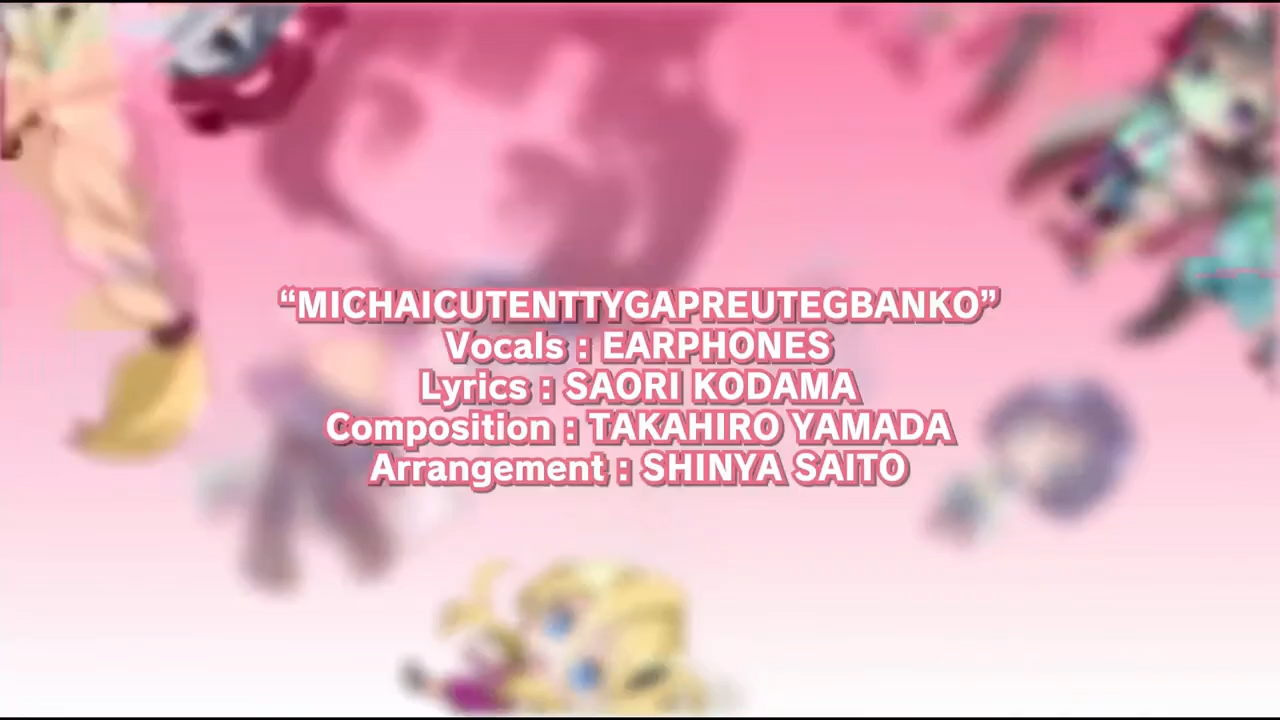 “MICHAICUTENTTYGAPREUTEGBANKO”
Vocals : EARPHONES
Lyrics : SAORI KODAMA
Composition : TAKAHIRO YAMADA
Arrangement : SHINYA SAITO